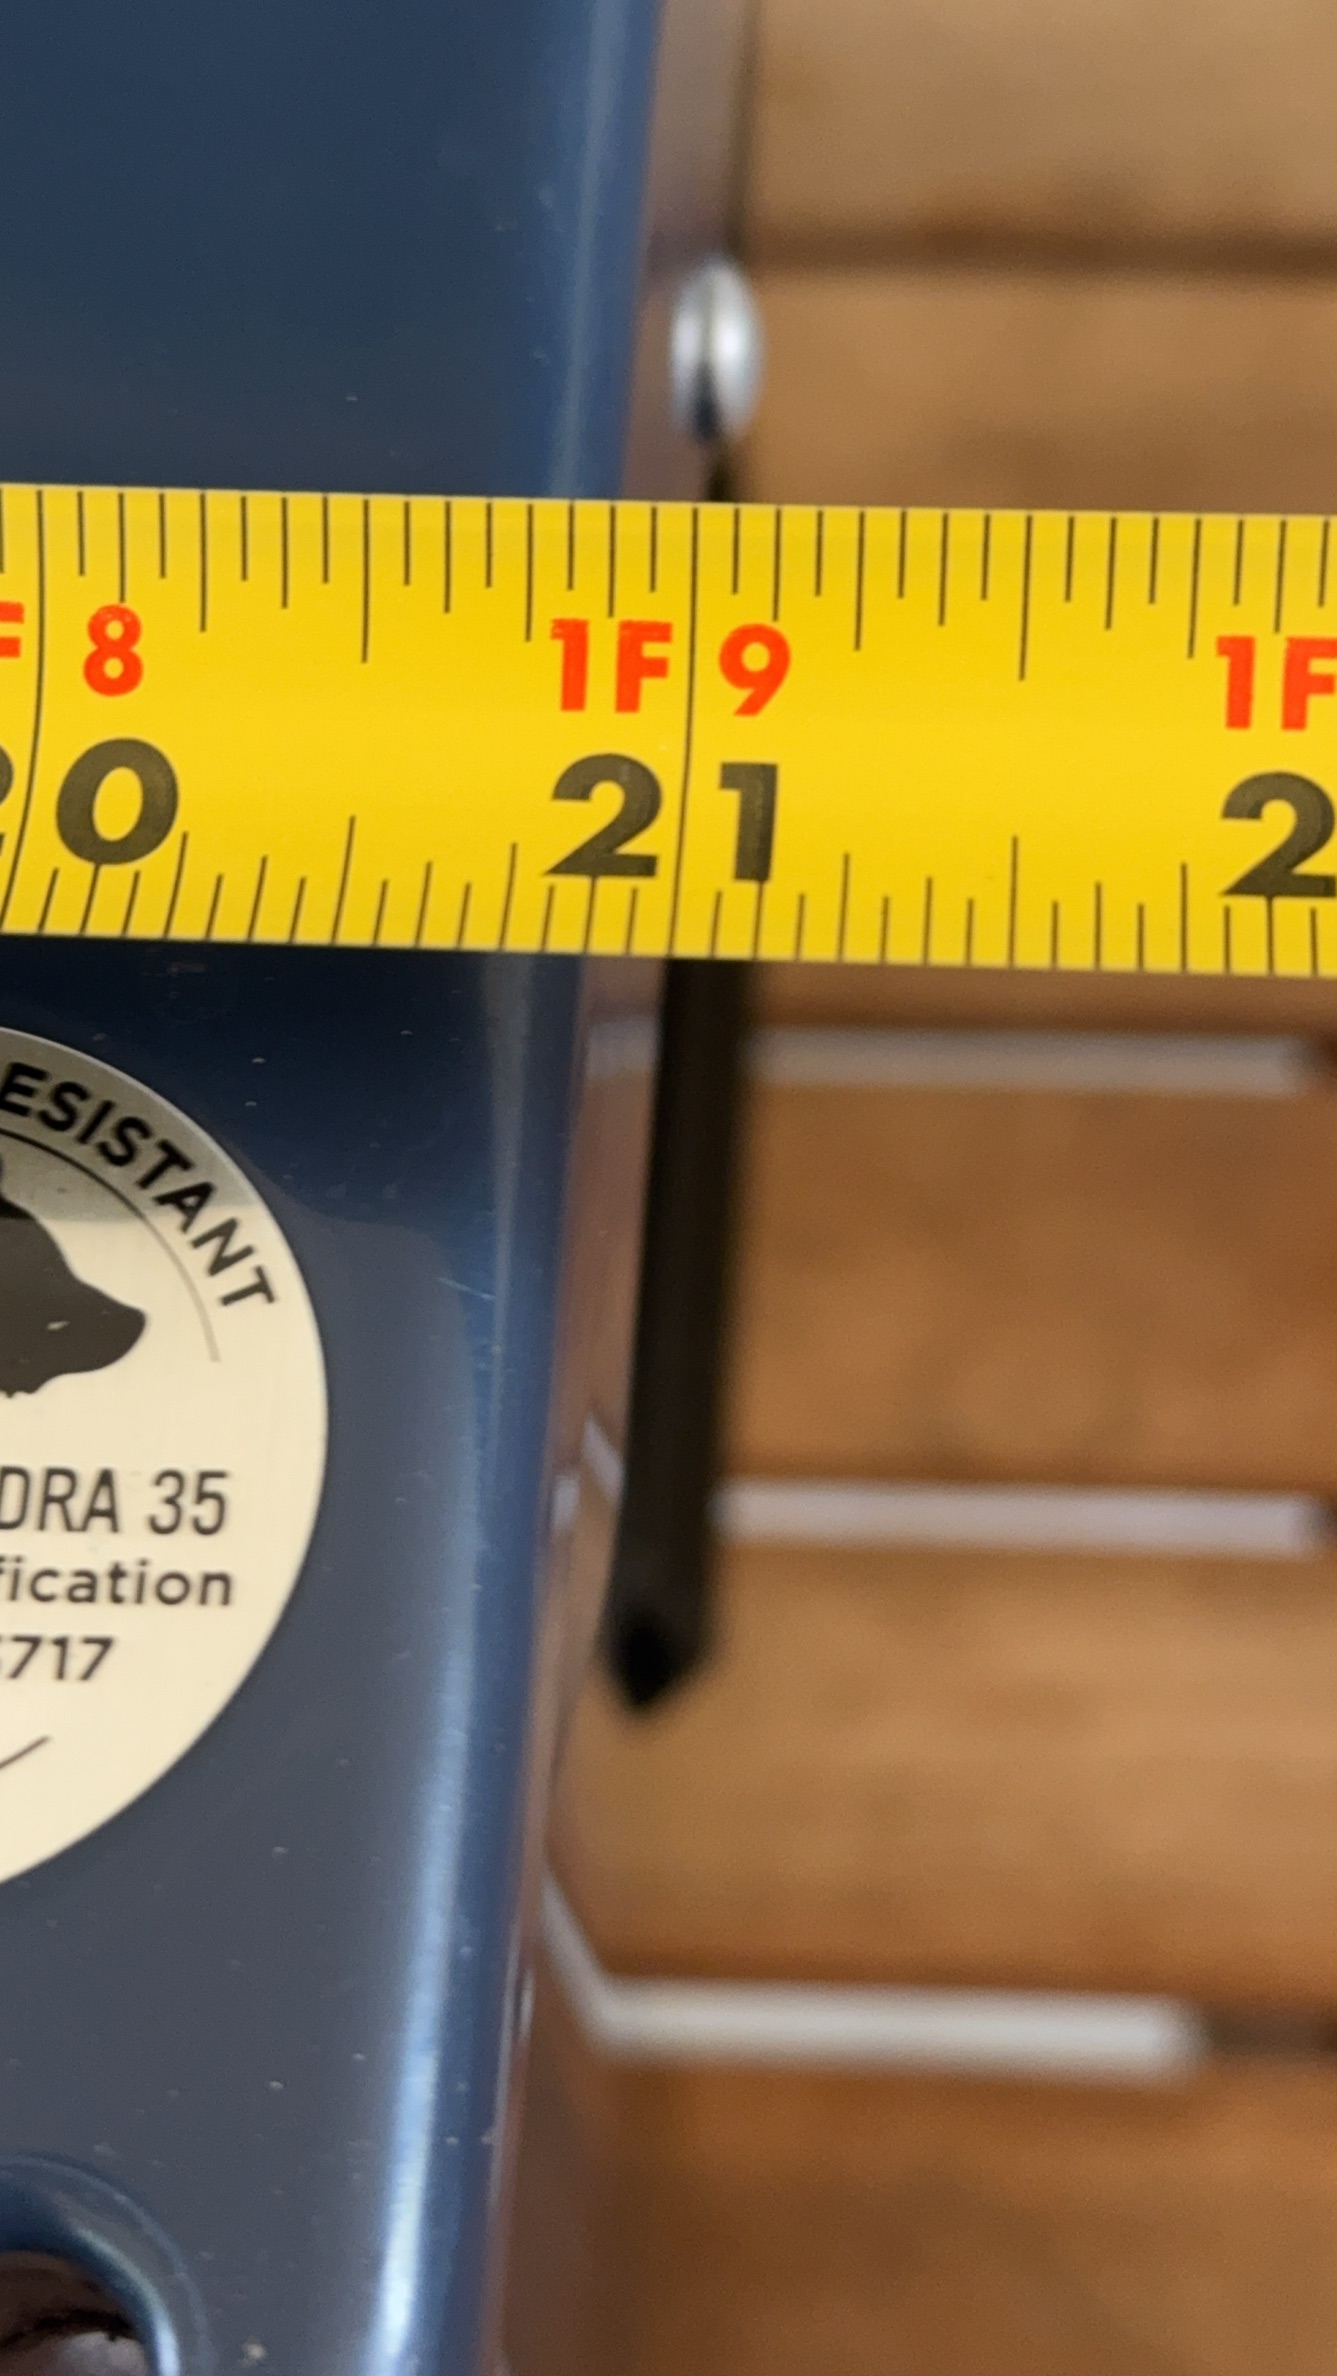 F 8 1F 9 1F
20 21 2
ESISTANT
DRA 35
fication
5717